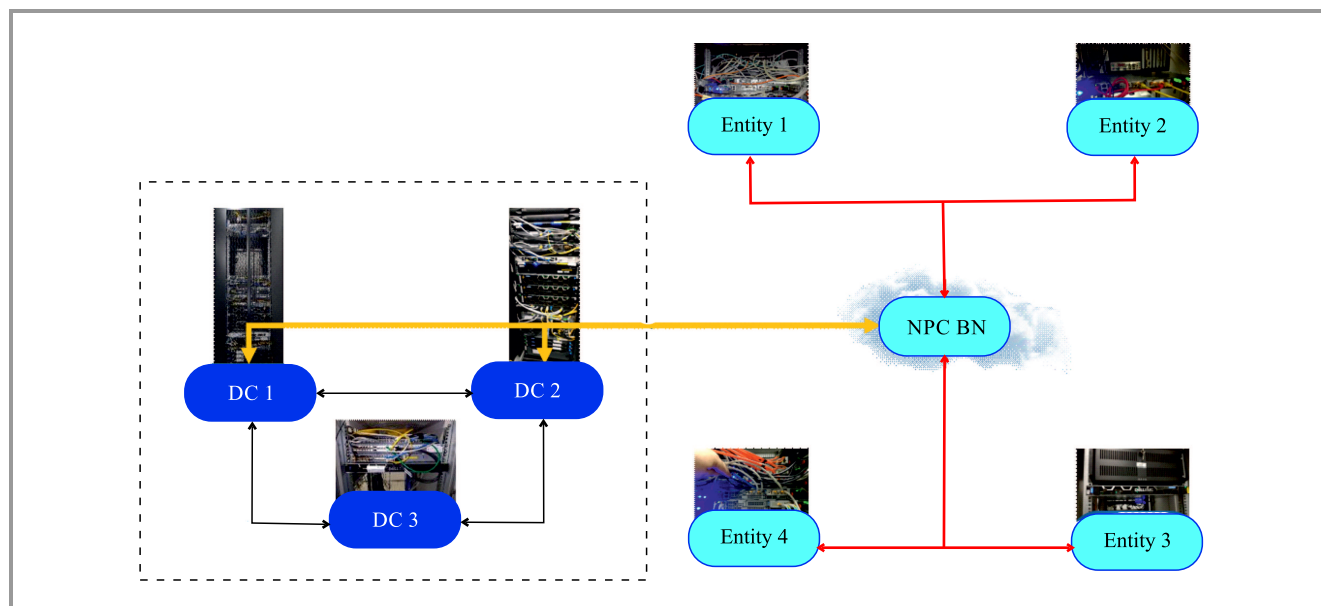 Entity 1
Entity 2
NPC BN
DC 1
DC 2
DC 3
Entity 4
Entity 3